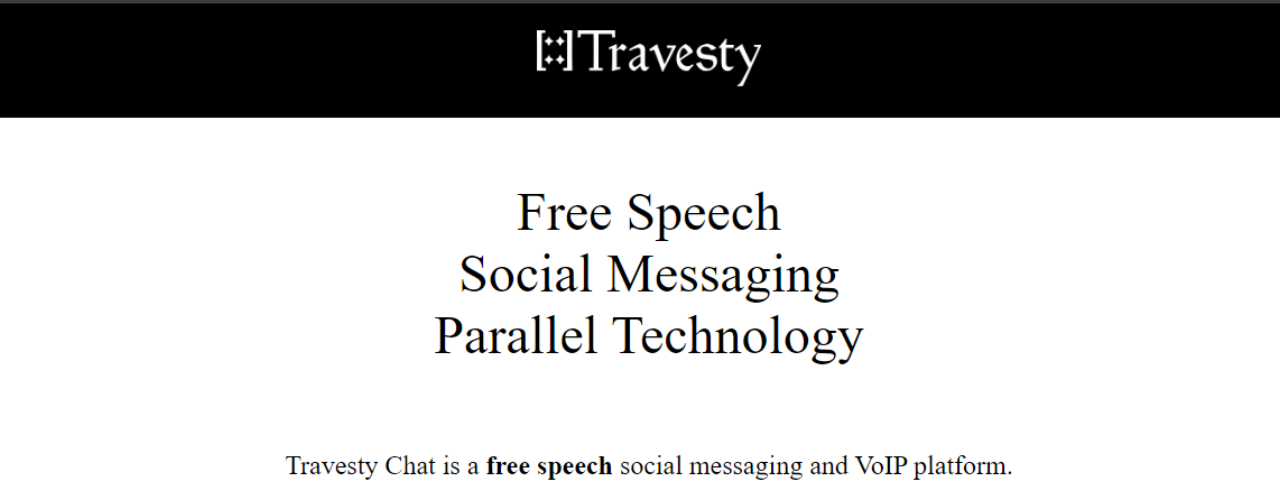 [::]Travesty
Free Speech
Social Messaging
Parallel Technology
Travesty Chat is a free speech social messaging and VoIP platform.